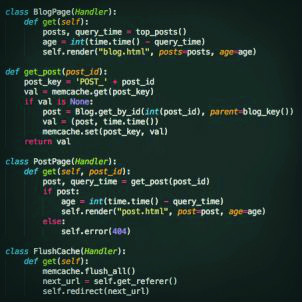 class BlogPage(Handler):
    def get(self):
        posts, query_time = top_posts()
        age = int(time.time() - query_time)
        self.render("blog.html", posts=posts, age=age)

def get_post(post_id):
    post_key = 'POST_' + post_id
    val = memcache.get(post_key)
    if val is None:
        post = Blog.get_by_id(int(post_id), parent=blog_key())
        val = (post, time.time())
        memcache.set(post_key, val)
    return val

class PostPage(Handler):
    def get(self, post_id):
        post, query_time = get_post(post_id)
        if post:
            age = int(time.time() - query_time)
            self.render("post.html", post=post, age=age)
        else:
            self.error(404)

class FlushCache(Handler):
    def get(self):
        memcache.flush_all()
        next_url = self.get_referer()
        self.redirect(next_url)